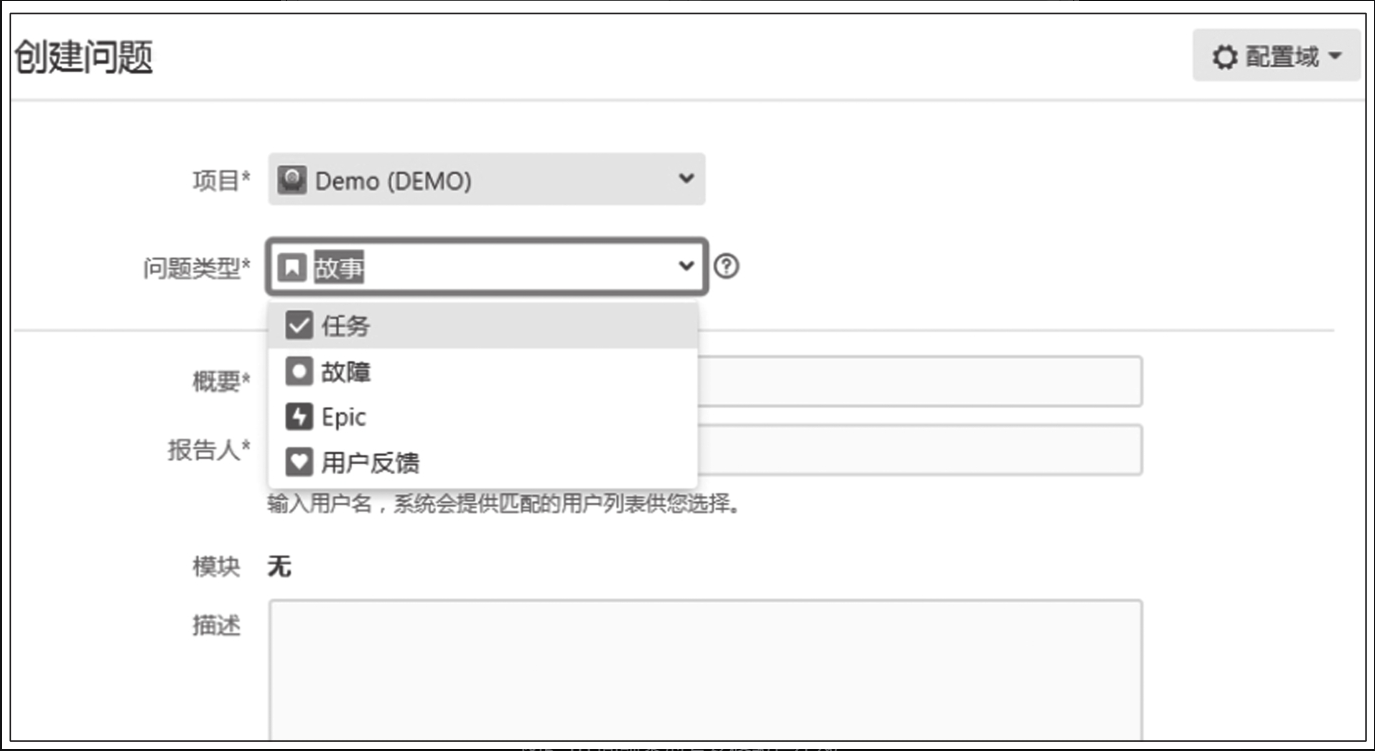 创建问题
配置域
项目* Demo (DEMO)
问题类型* 故事
任务
故障
Epic
用户反馈
概要*
报告人*
输入用户名，系统会提供匹配的用户列表供您选择。
模块 无
描述